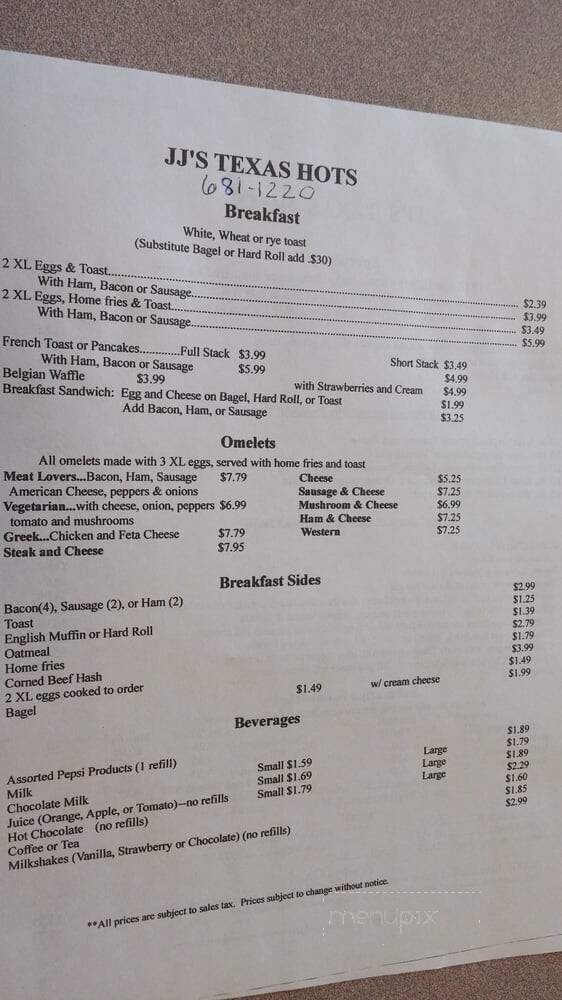 JJ'S TEXAS HOTS
681-1220
Breakfast
White, Wheat or rye toast
(Substitute Bagel or Hard Roll add .$30)
2 XL Eggs & Toast........ $2.39
With Ham, Bacon or Sausage........ $3.99
2 XL Eggs, Home fries & Toast........ $3.49
With Ham, Bacon or Sausage........ $5.99
French Toast or Pancakes............Full Stack $3.99 Short Stack $3.49
With Ham, Bacon or Sausage $5.99 $4.99
Belgian Waffle $3.99 with Strawberries and Cream $4.99
Breakfast Sandwich: Egg and Cheese on Bagel, Hard Roll, or Toast $1.99
Add Bacon, Ham, or Sausage $3.25
Omelets
All omelets made with 3 XL eggs, served with home fries and toast
Meat Lovers...Bacon, Ham, Sausage $7.79 Cheese $5.25
American Cheese, peppers & onions Sausage & Cheese $7.25
Vegetarian...with cheese, onion, peppers $6.99 Mushroom & Cheese $6.99
tomato and mushrooms Ham & Cheese $7.25
Greek...Chicken and Feta Cheese $7.79 Western $7.25
Steak and Cheese $7.95
Breakfast Sides
Bacon(4), Sausage (2), or Ham (2) $2.99
Toast $1.25
English Muffin or Hard Roll $1.39
Oatmeal $2.79
Home fries $1.79
Corned Beef Hash $3.99
2 XL eggs cooked to order $1.49
Bagel $1.49 w/ cream cheese $1.99
Beverages
Assorted Pepsi Products (1 refill) $1.89
Milk Small $1.59 Large $1.79
Chocolate Milk Small $1.69 Large $1.89
Juice (Orange, Apple, or Tomato)--no refills Small $1.79 Large $2.29
Hot Chocolate (no refills) $1.60
Coffee or Tea $1.85
Milkshakes (Vanilla, Strawberry or Chocolate) (no refills) $2.99
**All prices are subject to sales tax. Prices subject to change without notice.
menupix